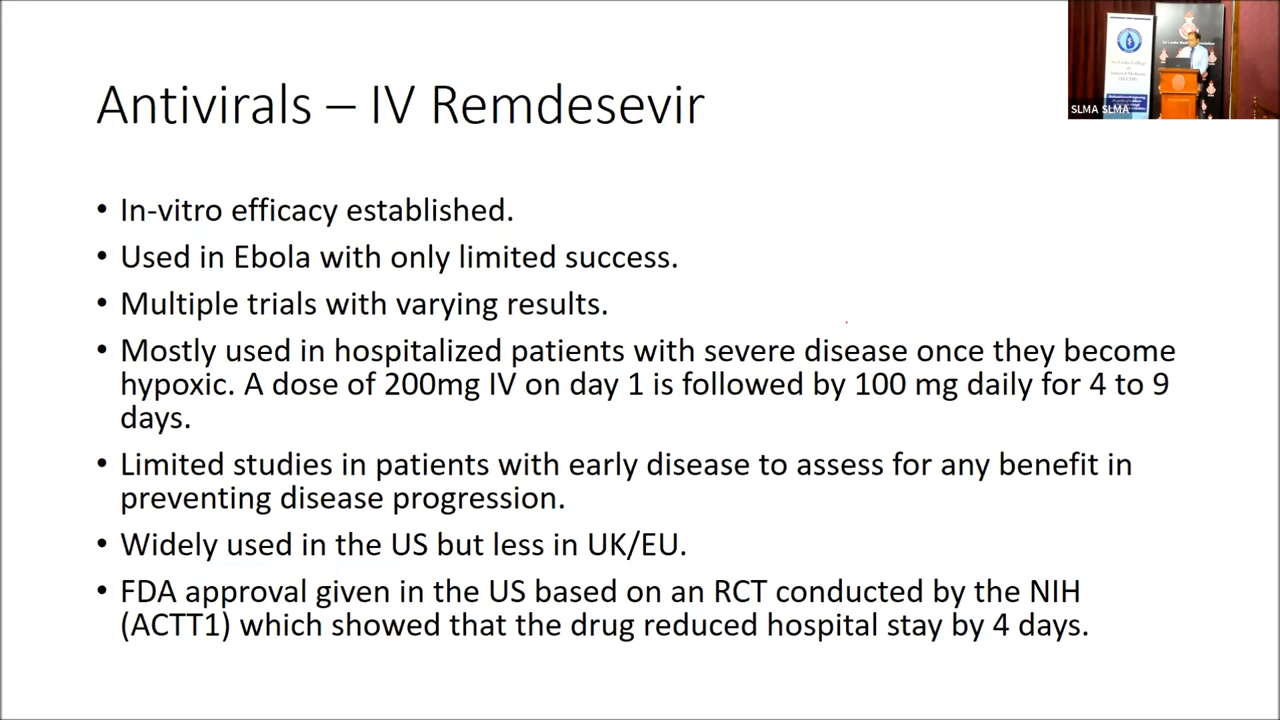 Antivirals – IV Remdesevir
• In-vitro efficacy established.
• Used in Ebola with only limited success.
• Multiple trials with varying results.
• Mostly used in hospitalized patients with severe disease once they become
hypoxic. A dose of 200mg IV on day 1 is followed by 100 mg daily for 4 to 9
days.
• Limited studies in patients with early disease to assess for any benefit in
preventing disease progression.
• Widely used in the US but less in UK/EU.
• FDA approval given in the US based on an RCT conducted by the NIH
(ACTT1) which showed that the drug reduced hospital stay by 4 days.
SLMA SLMA